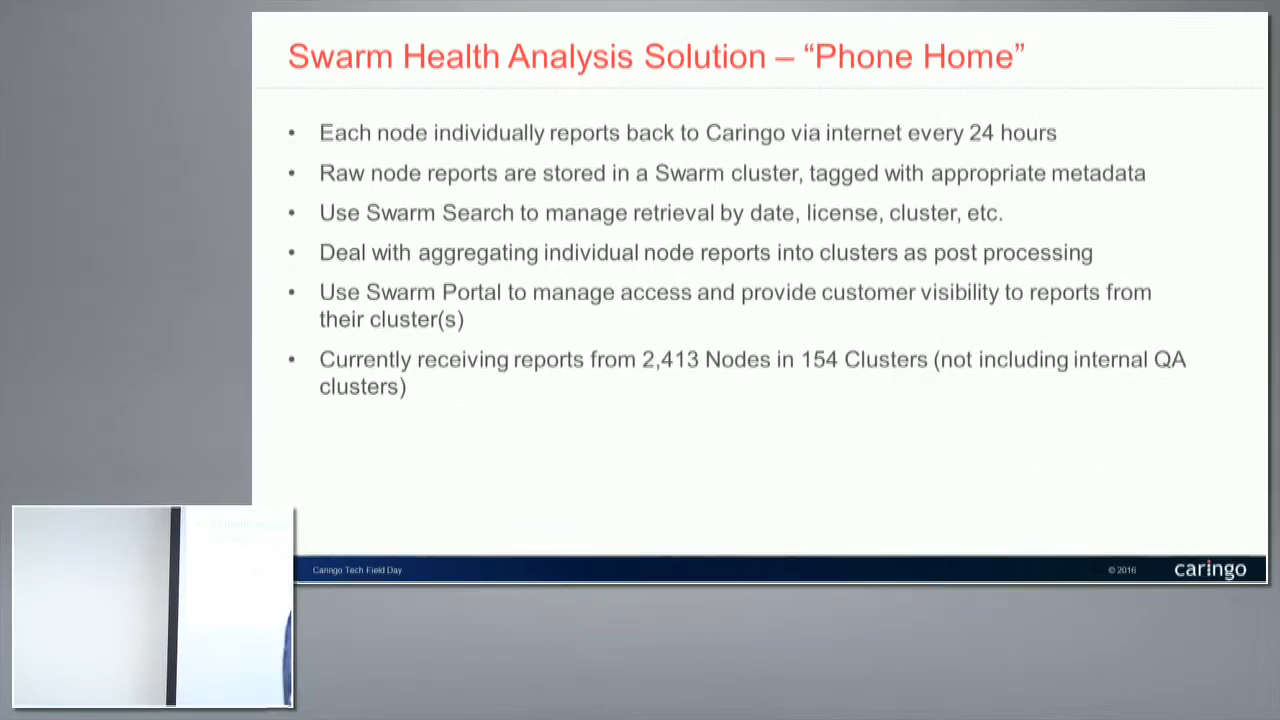 Swarm Health Analysis Solution – “Phone Home”
• Each node individually reports back to Caringo via internet every 24 hours
• Raw node reports are stored in a Swarm cluster, tagged with appropriate metadata
• Use Swarm Search to manage retrieval by date, license, cluster, etc.
• Deal with aggregating individual node reports into clusters as post processing
• Use Swarm Portal to manage access and provide customer visibility to reports from
their cluster(s)
• Currently receiving reports from 2,413 Nodes in 154 Clusters (not including internal QA
clusters)
Caringo Tech Field Day
© 2016
caringo